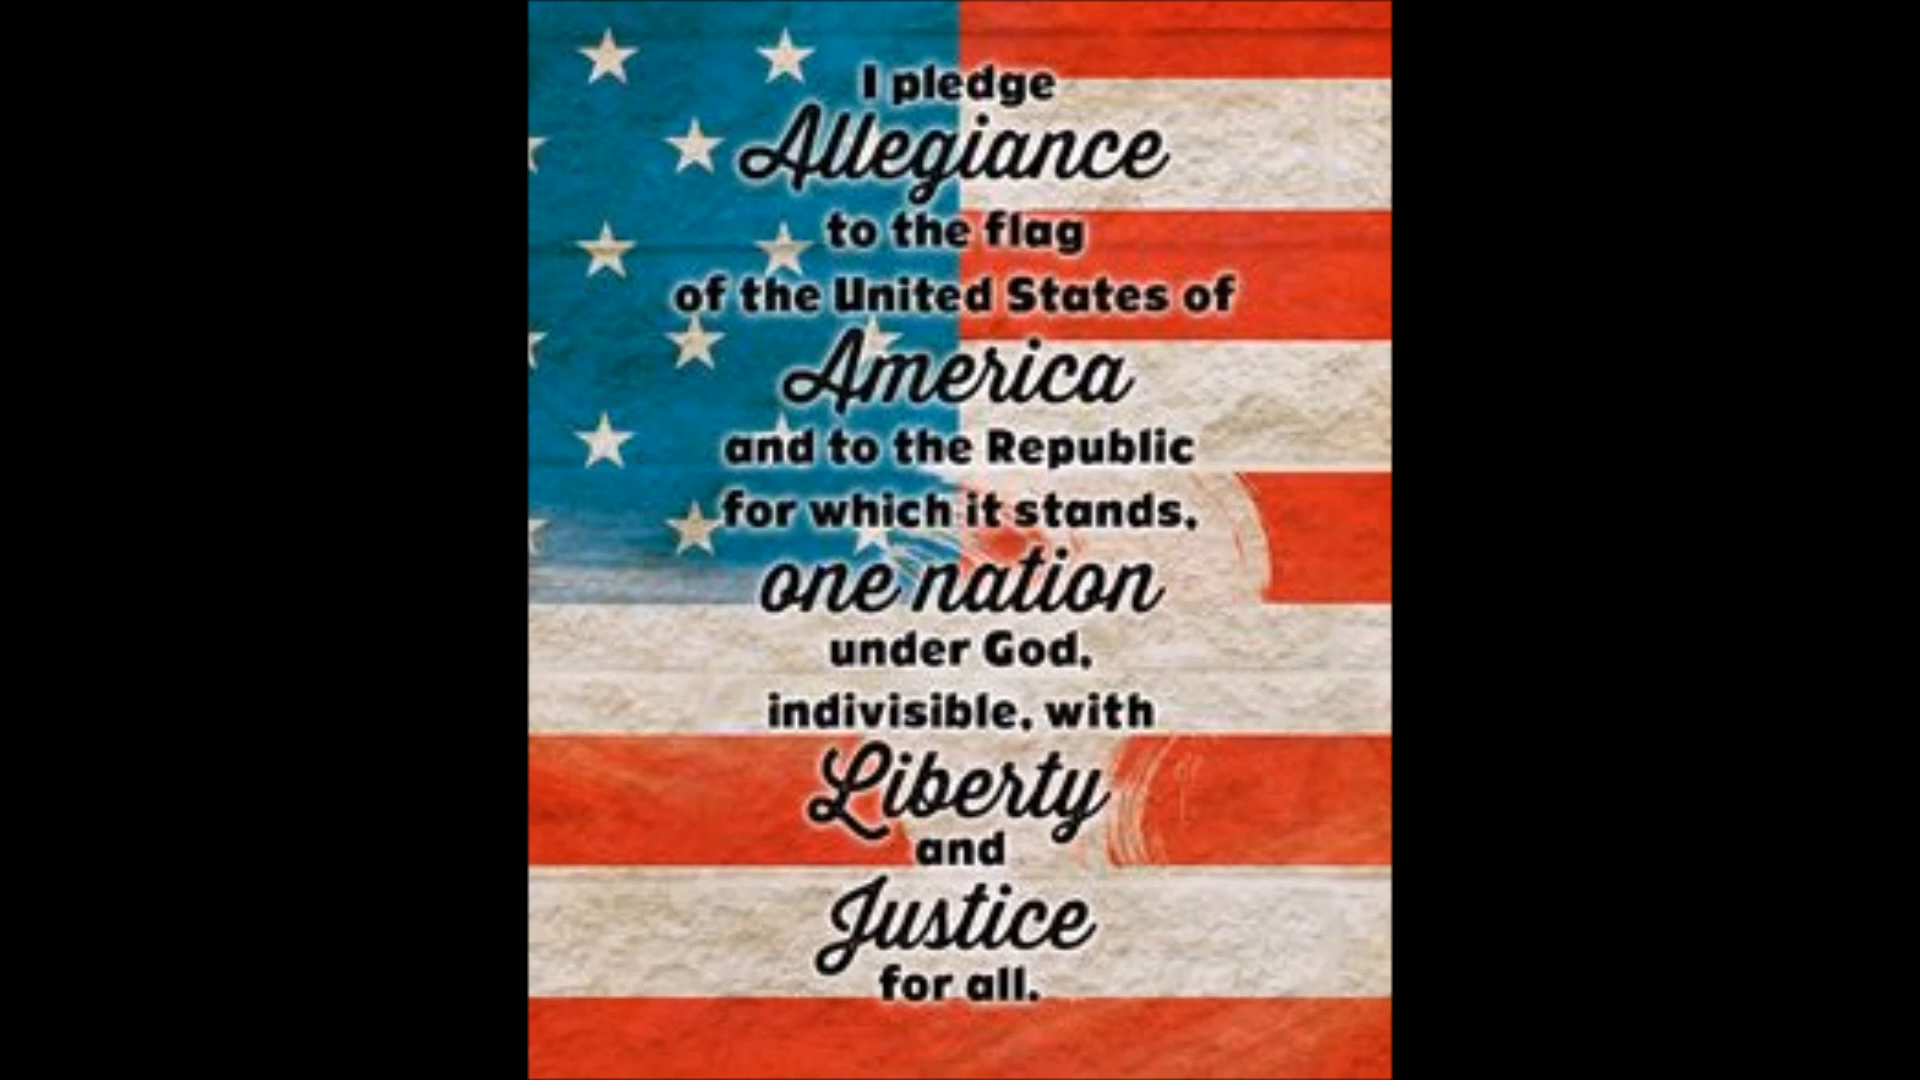 I pledge
Allegiance
to the flag
of the United States of
America
and to the Republic
for which it stands,
one nation
under God,
indivisible, with
Liberty
and
Justice
for all.